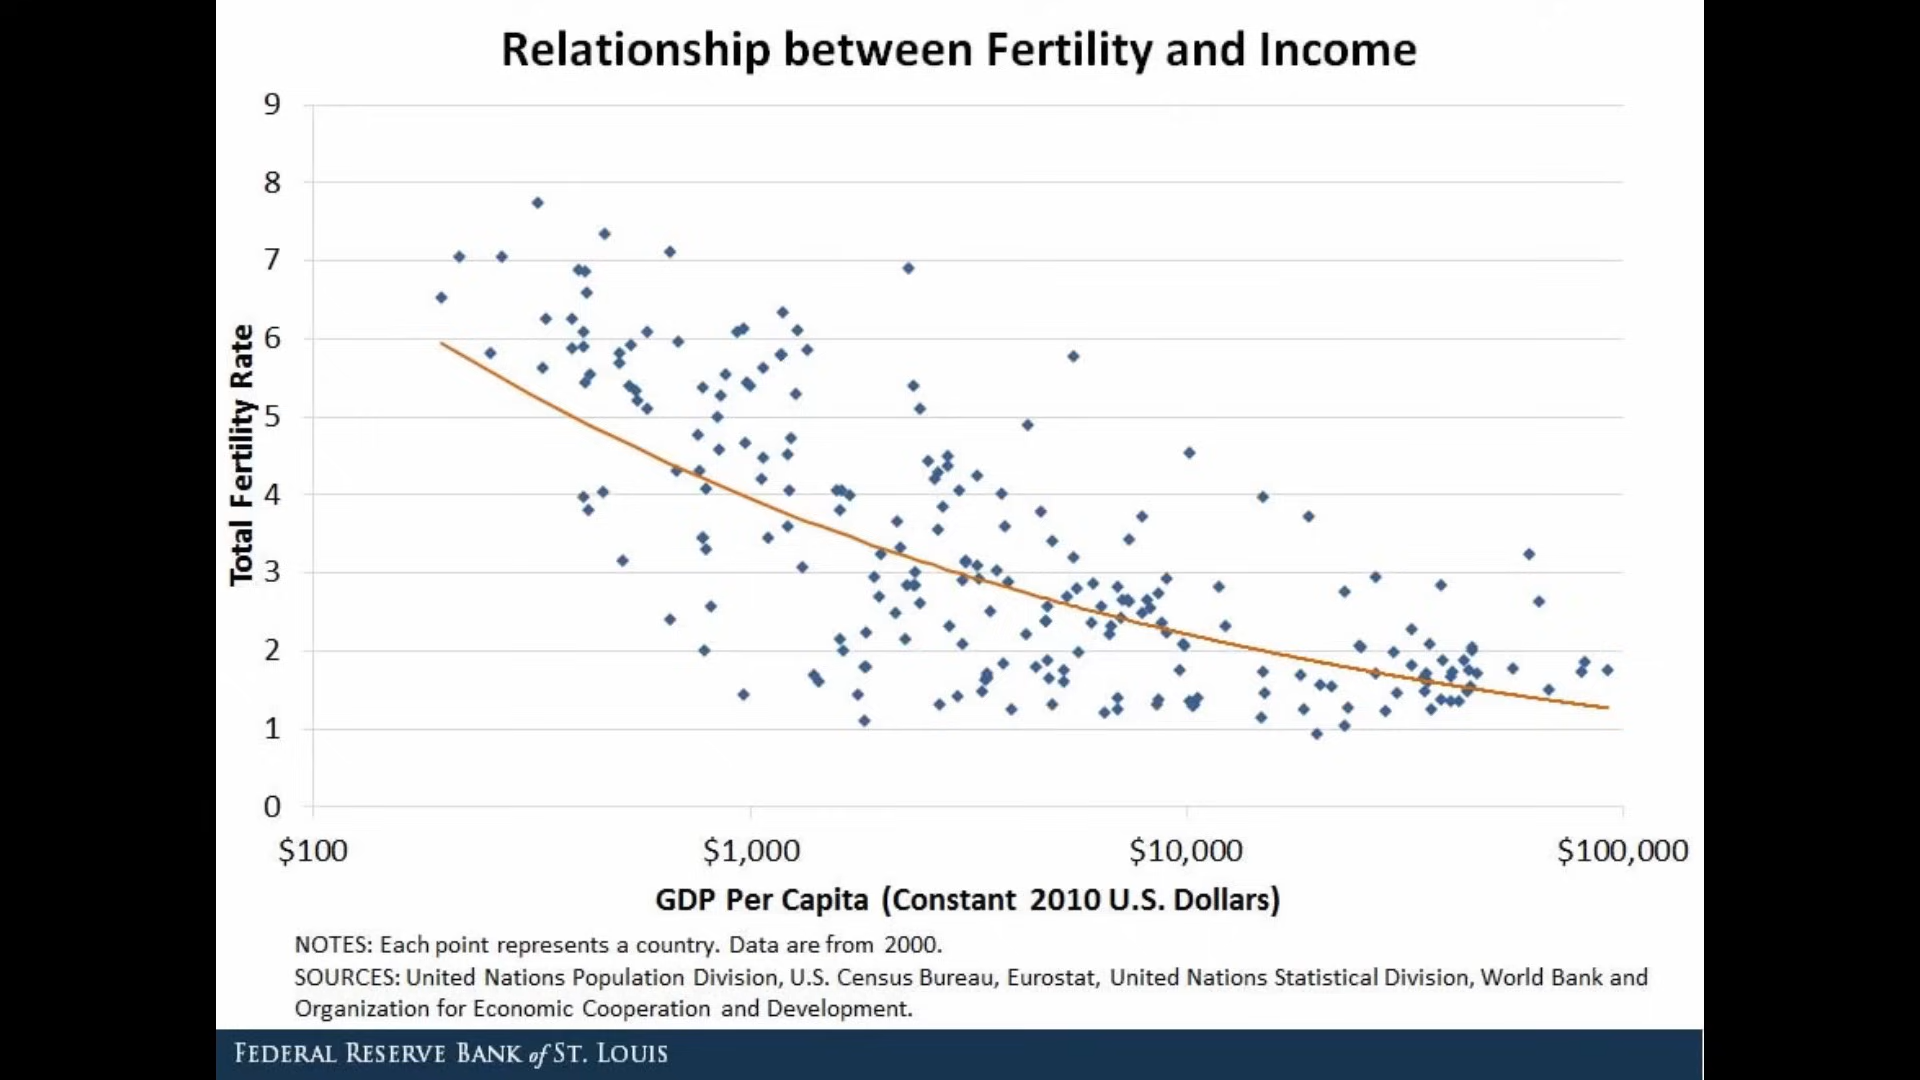 Relationship between Fertility and Income
9
8
7
6
5
4
3
2
1
0
Total Fertility Rate
$100
$1,000
$10,000
$100,000
GDP Per Capita (Constant 2010 U.S. Dollars)
NOTES: Each point represents a country. Data are from 2000.
SOURCES: United Nations Population Division, U.S. Census Bureau, Eurostat, United Nations Statistical Division, World Bank and
Organization for Economic Cooperation and Development.
FEDERAL RESERVE BANK of ST. LOUIS